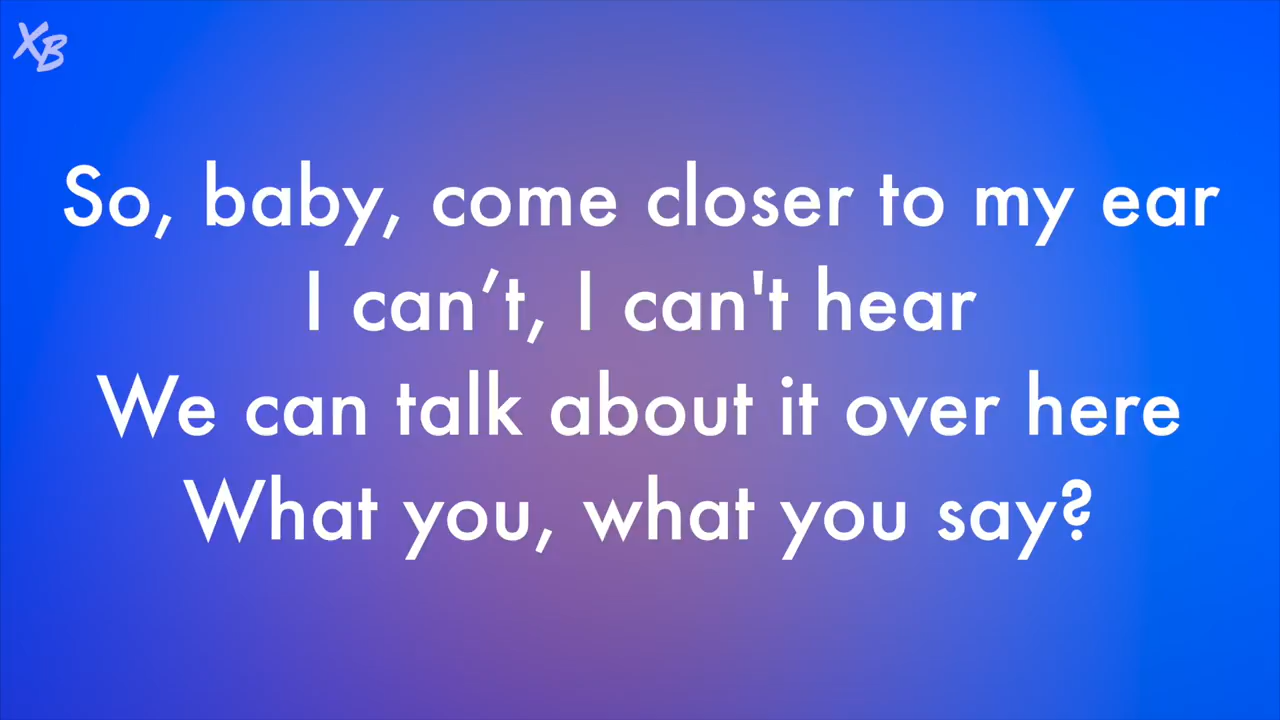 XB
So, baby, come closer to my ear
I can’t, I can't hear
We can talk about it over here
What you, what you say?